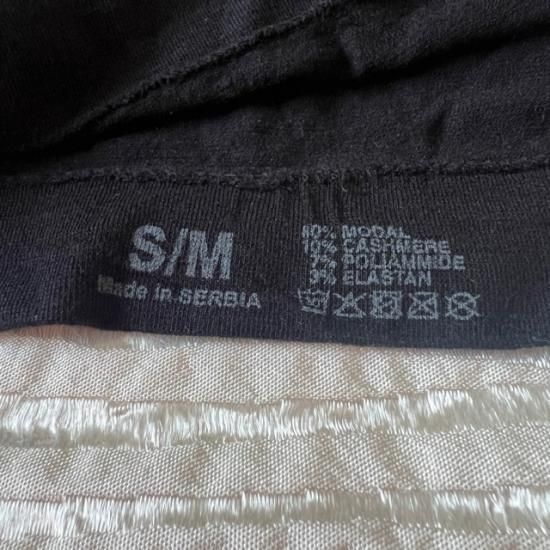 S/M
Made in SERBIA
80% MODAL
10% CASHMERE
7% POLIAMMIDE
3% ELASTAN